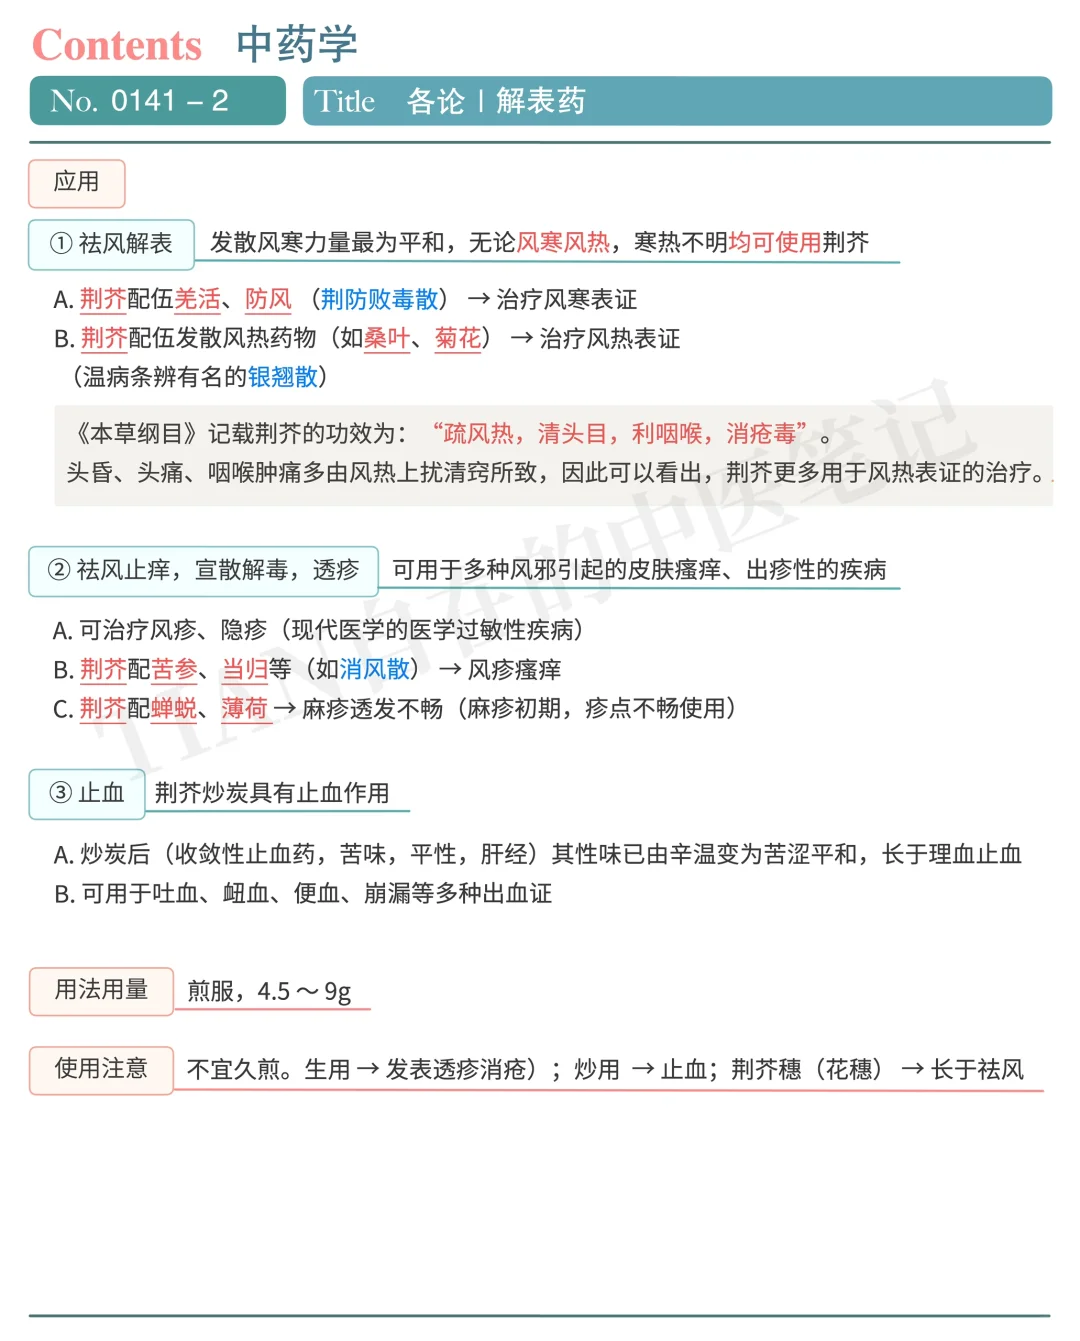 Contents 中药学
No. 0141 – 2 Title 各论 | 解表药
应用
① 祛风解表 发散风寒力量最为平和，无论风寒风热，寒热不明均可使用荆芥
A. 荆芥配伍羌活、防风（荆防败毒散）→ 治疗风寒表证
B. 荆芥配伍发散风热药物（如桑叶、菊花）→ 治疗风热表证
（温病条辨有名的银翘散）
《本草纲目》记载荆芥的功效为：“疏风热，清头目，利咽喉，消疮毒”。
头昏、头痛、咽喉肿痛多由风热上扰清窍所致，因此可以看出，荆芥更多用于风热表证的治疗。
② 祛风止痒，宣散解毒，透疹 可用于多种风邪引起的皮肤瘙痒、出疹性的疾病
A. 可治疗风疹、隐疹（现代医学的医学过敏性疾病）
B. 荆芥配苦参、当归等（如消风散）→ 风疹瘙痒
C. 荆芥配蝉蜕、薄荷 → 麻疹透发不畅（麻疹初期，疹点不畅使用）
③ 止血 荆芥炒炭具有止血作用
A. 炒炭后（收敛性止血药，苦味，平性，肝经）其性味已由辛温变为苦涩平和，长于理血止血
B. 可用于吐血、衄血、便血、崩漏等多种出血证
用法用量 煎服，4.5 ～ 9g
使用注意 不宜久煎。生用 → 发表透疹消疮）；炒用 → 止血；荆芥穗（花穗）→ 长于祛风
TIAN自在的中医笔记